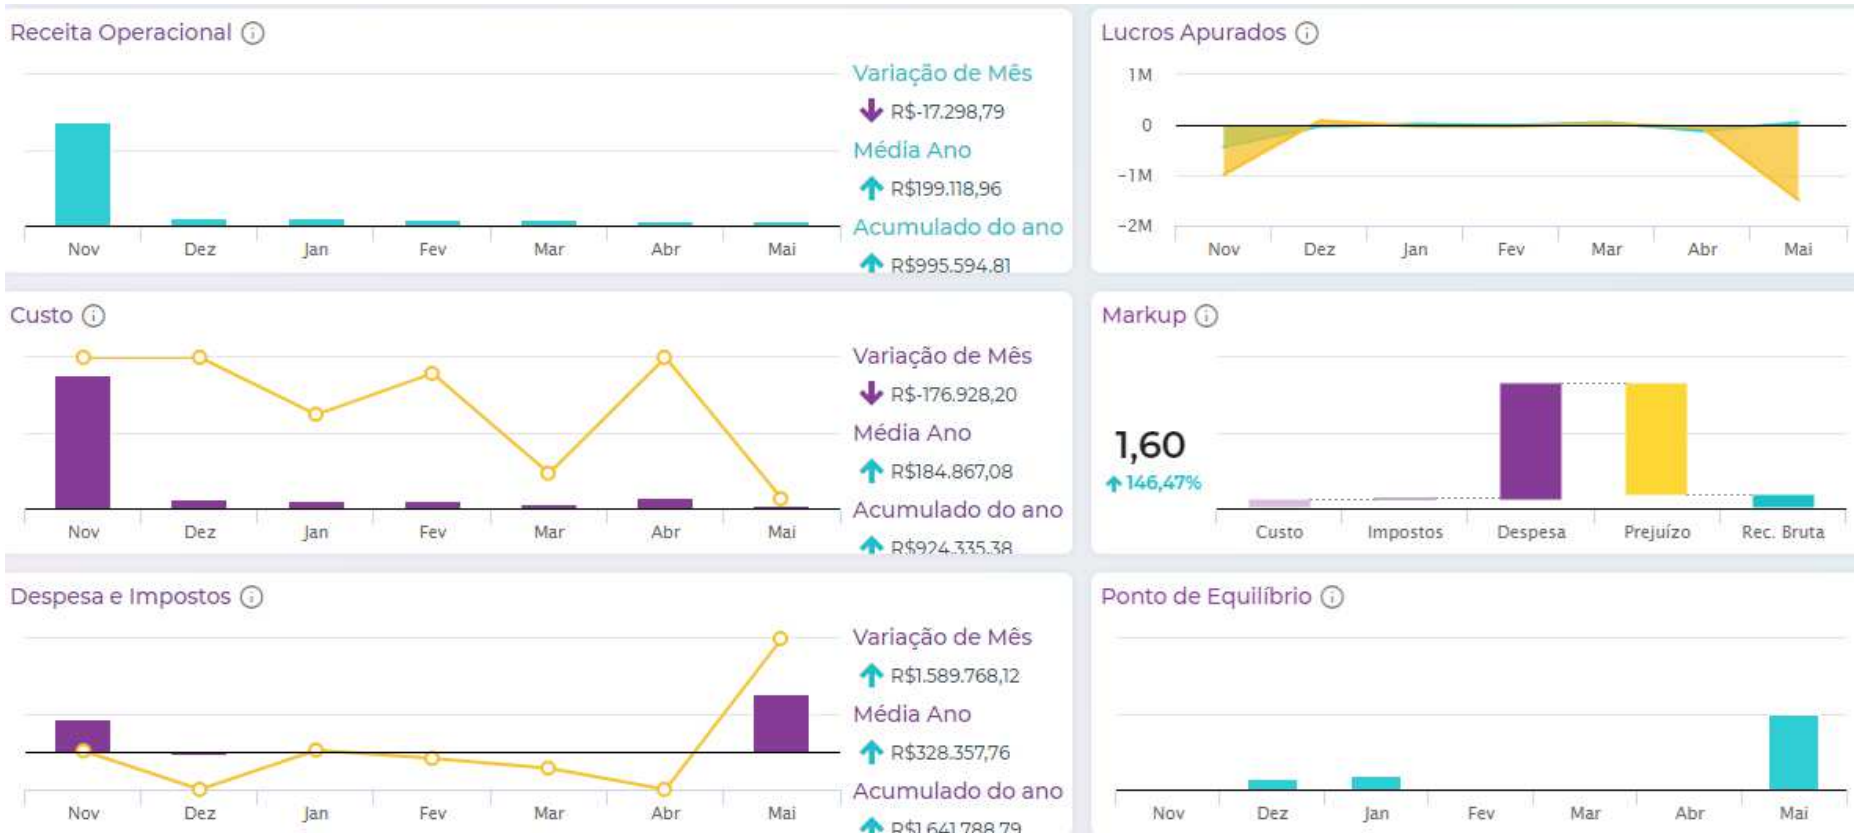 Receita Operacional
Variação de Mês
R$-17.298,79
Média Ano
R$199.118,96
Acumulado do ano
R$995.594,81
Nov Dez Jan Fev Mar Abr Mai
Lucros Apurados
1M
0
-1M
-2M
Nov Dez Jan Fev Mar Abr Mai
Custo
Variação de Mês
R$-176.928,20
Média Ano
R$184.867,08
Acumulado do ano
R$924.335,38
Nov Dez Jan Fev Mar Abr Mai
Markup
1,60
146,47%
Custo Impostos Despesa Prejuízo Rec. Bruta
Despesa e Impostos
Variação de Mês
R$1.589.768,12
Média Ano
R$328.357,76
Acumulado do ano
R$1.641.788,79
Nov Dez Jan Fev Mar Abr Mai
Ponto de Equilíbrio
Nov Dez Jan Fev Mar Abr Mai